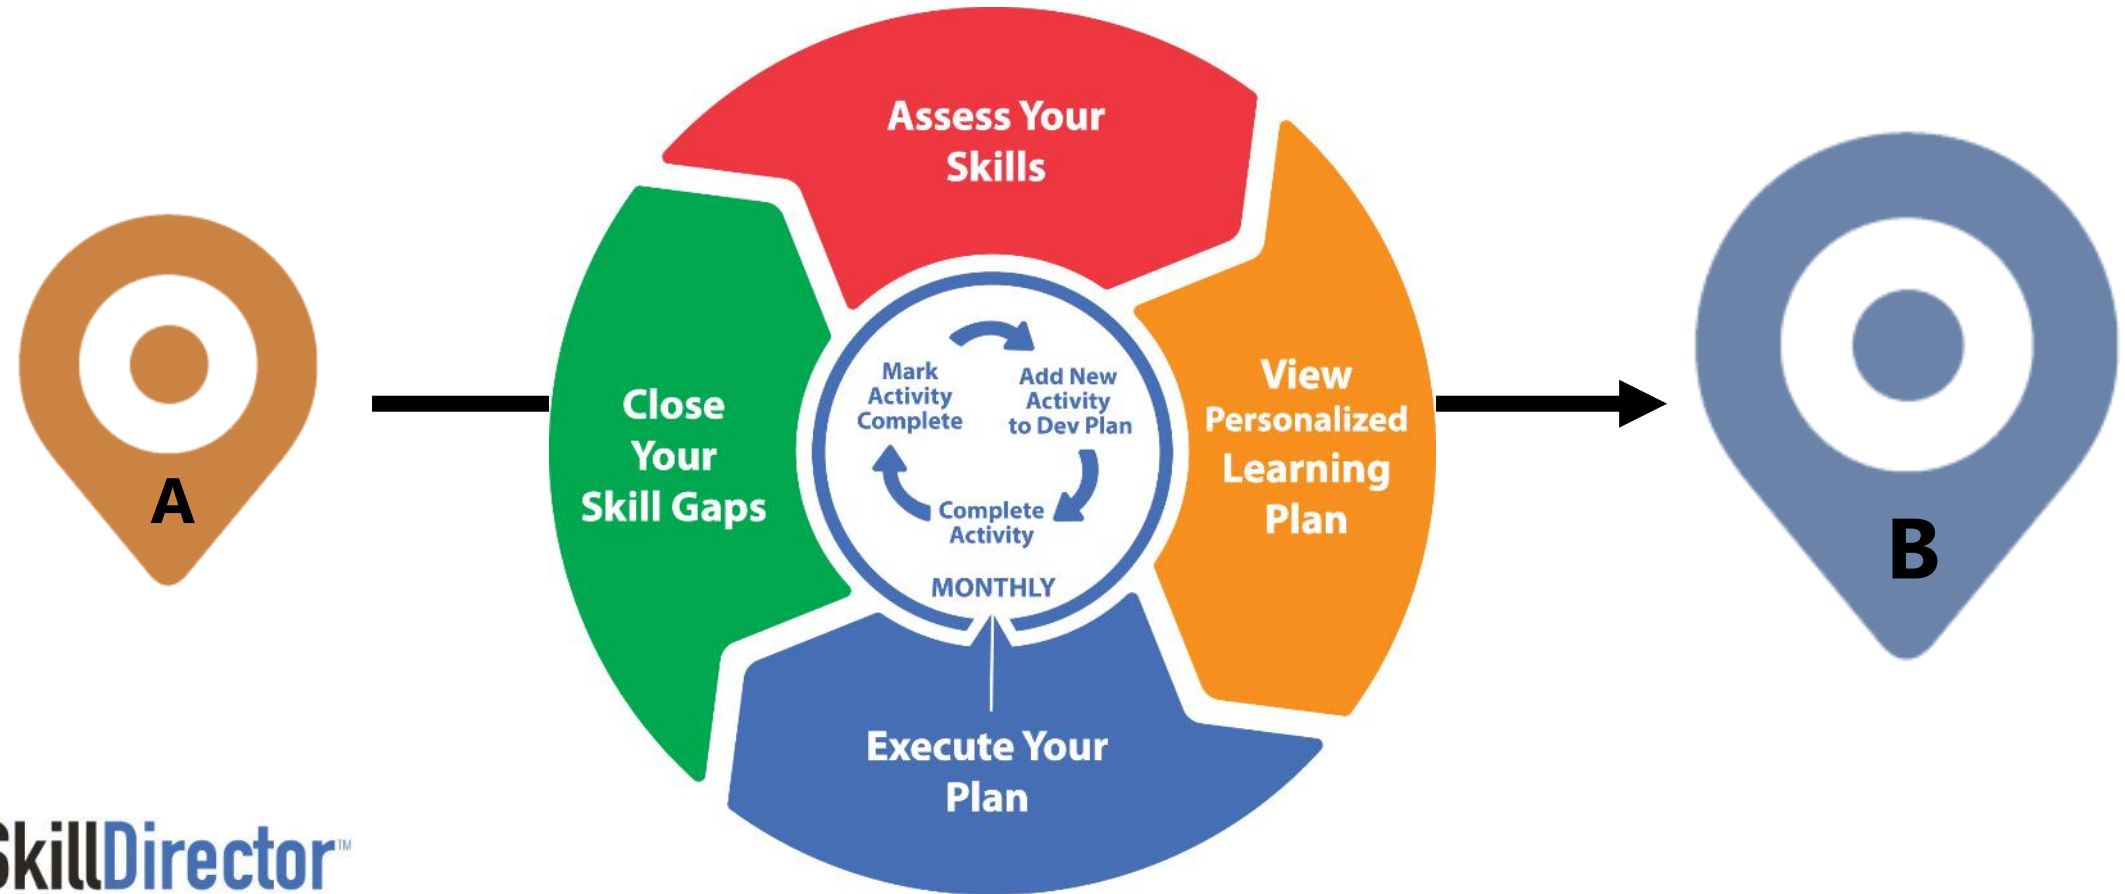 Assess Your
Skills
View
Personalized
Learning
Plan
Execute Your
Plan
Close
Your
Skill Gaps
Mark
Activity
Complete
Add New
Activity
to Dev Plan
Complete
Activity
MONTHLY
A
B
SkillDirector™